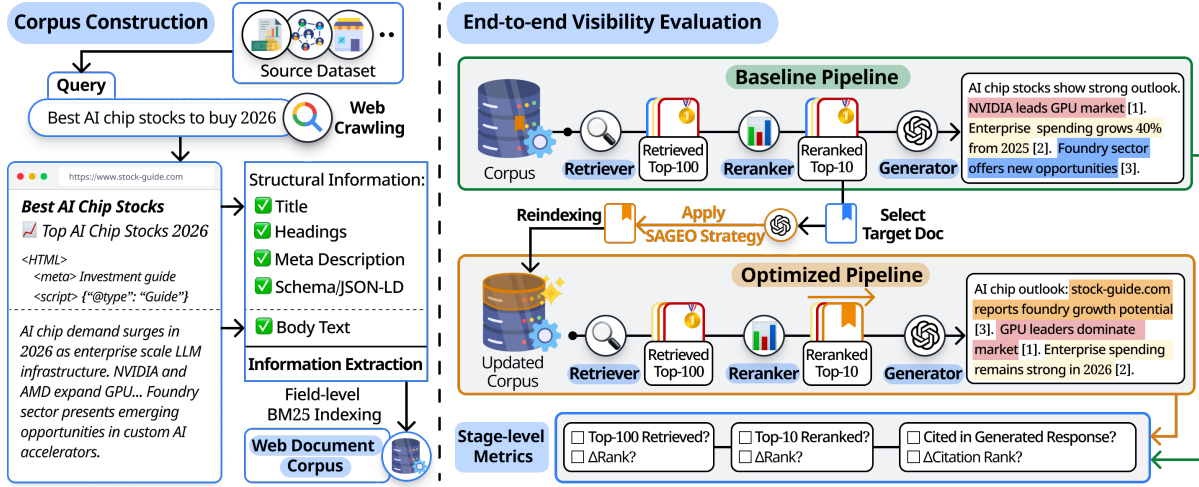 Corpus Construction
Source Dataset
Query
Best AI chip stocks to buy 2026
Web
Crawling
https://www.stock-guide.com
Best AI Chip Stocks
Top AI Chip Stocks 2026
<HTML>
<meta> Investment guide
<script> {“@type”: “Guide”}
AI chip demand surges in
2026 as enterprise scale LLM
infrastructure. NVIDIA and
AMD expand GPU... Foundry
sector presents emerging
opportunities in custom AI
accelerators.
Structural Information:
Title
Headings
Meta Description
Schema/JSON-LD
Body Text
Information Extraction
Field-level
BM25 Indexing
Web Document
Corpus
End-to-end Visibility Evaluation
Baseline Pipeline
Corpus
Retriever
Retrieved
Top-100
Reranker
Reranked
Top-10
Generator
AI chip stocks show strong outlook.
NVIDIA leads GPU market [1].
Enterprise spending grows 40%
from 2025 [2]. Foundry sector
offers new opportunities [3].
Reindexing
Apply
SAGEO Strategy
Select
Target Doc
Optimized Pipeline
Updated
Corpus
Retriever
Retrieved
Top-100
Reranker
Reranked
Top-10
Generator
AI chip outlook: stock-guide.com
reports foundry growth potential
[3]. GPU leaders dominate
market [1]. Enterprise spending
remains strong in 2026 [2].
Stage-level
Metrics
Top-100 Retrieved?
ΔRank?
Top-10 Reranked?
ΔRank?
Cited in Generated Response?
ΔCitation Rank?